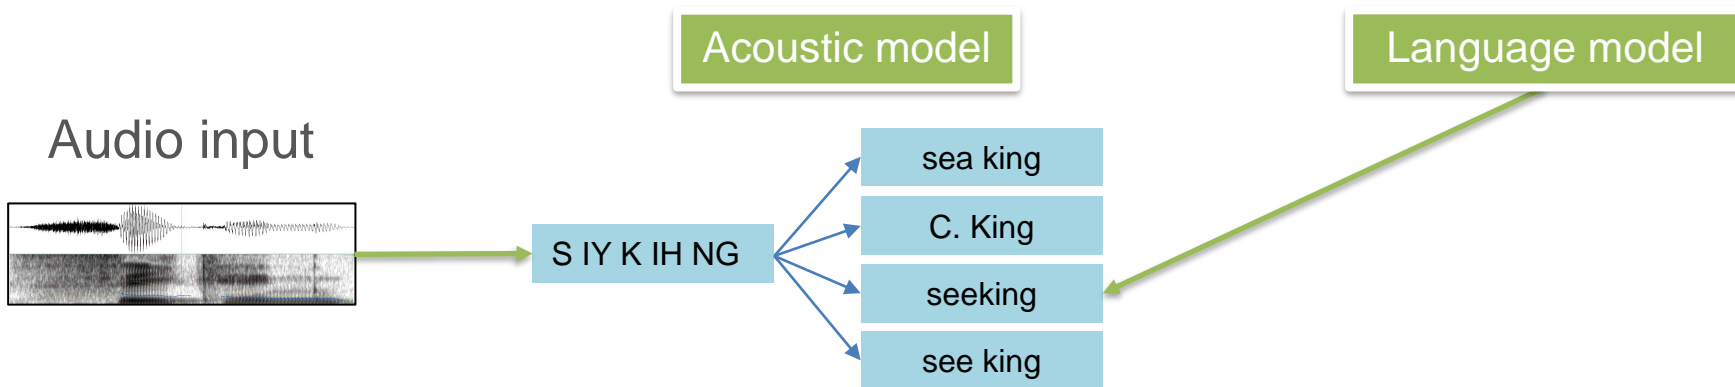 Acoustic model
Language model
Audio input
S IY K IH NG
sea king
C. King
seeking
see king